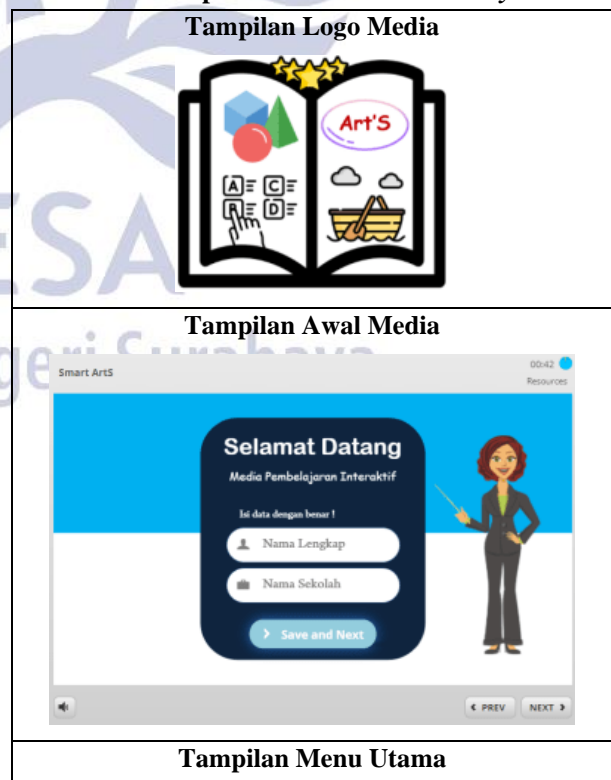 Tampilan Logo Media
Art'S
A C
B D
Tampilan Awal Media
Smart ArtS
00:42
Resources
Selamat Datang
Media Pembelajaran Interaktif
Isi data dengan benar !
Nama Lengkap
Nama Sekolah
Save and Next
PREV NEXT
Tampilan Menu Utama